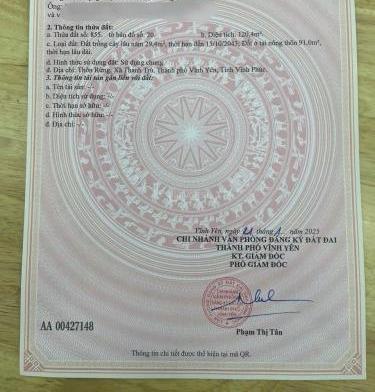 Ông:
và v
2. Thông tin thửa đất:
a. Thửa đất số: 835. tờ bản đồ số: 20. b. Diện tích: 120,4m²
c. Loại đất: Đất trồng cây lâu năm 29,4m², thời hạn đến 15/10/2043; Đất ở tại nông thôn 91,0m²,
thời hạn lâu dài.
d. Hình thức sử dụng đất: Sử dụng chung.
đ. Địa chỉ: Thôn Rừng, Xã Thanh Trù, Thành phố Vĩnh Yên, Tỉnh Vĩnh Phúc.
3. Thông tin tài sản gắn liền với đất:
a. Tên tài sản: -/-
b. Diện tích sử dụng: -/-
c. Thời hạn sở hữu: -/-
d. Hình thức sở hữu: -/-
đ. Địa chỉ: -/-
Vĩnh Yên, ngày tháng năm 2025
CHI NHÁNH VĂN PHÒNG ĐĂNG KÝ ĐẤT ĐAI
THÀNH PHỐ VĨNH YÊN
KT. GIÁM ĐỐC
PHÓ GIÁM ĐỐC
Phạm Thị Tân
AA 00427148
Thông tin chi tiết được thể hiện tại mã QR.